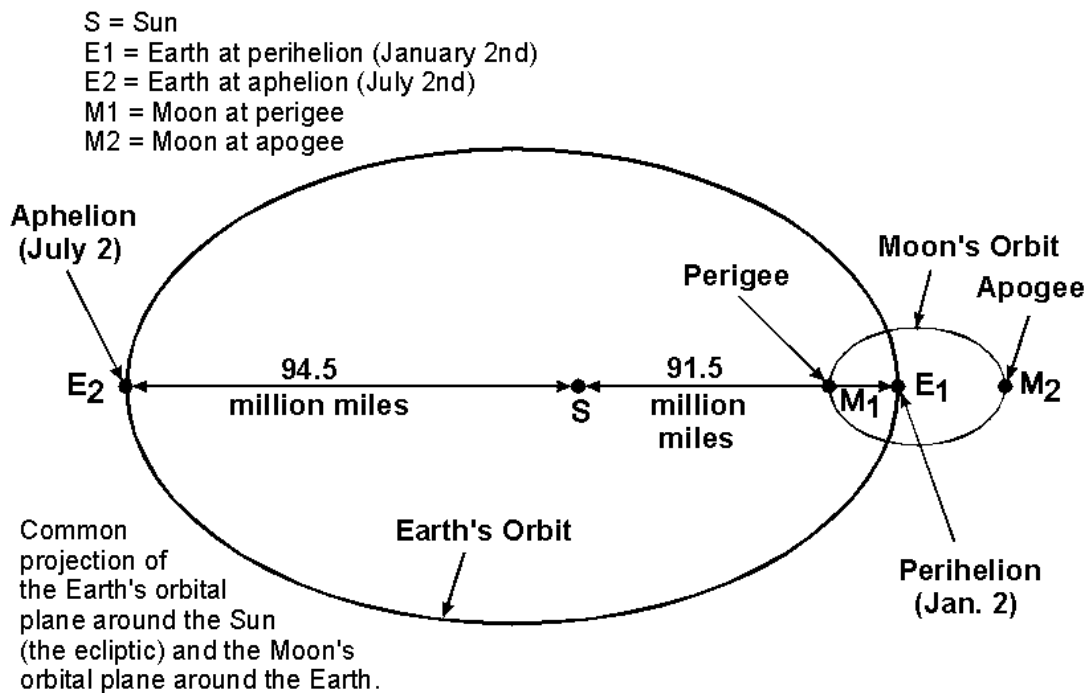 S = Sun
E1 = Earth at perihelion (January 2nd)
E2 = Earth at aphelion (July 2nd)
M1 = Moon at perigee
M2 = Moon at apogee
Aphelion
(July 2)
Moon's Orbit
Perigee
Apogee
E2
94.5
million miles
S
91.5
million
miles
M1
E1
M2
Earth's Orbit
Perihelion
(Jan. 2)
Common
projection of
the Earth's orbital
plane around the Sun
(the ecliptic) and the Moon's
orbital plane around the Earth.